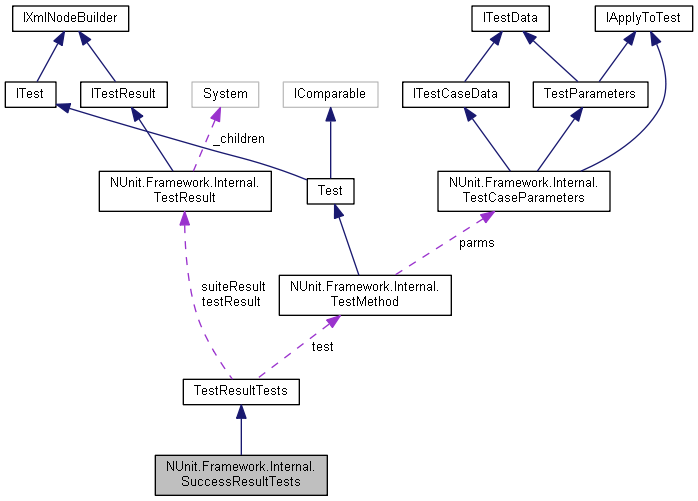 IXmlNodeBuilder
ITestData
IApplyToTest
ITest
ITestResult
System
IComparable
ITestCaseData
TestParameters
_children
NUnit.Framework.Internal.
TestResult
Test
NUnit.Framework.Internal.
TestCaseParameters
parms
suiteResult
testResult
NUnit.Framework.Internal.
TestMethod
test
TestResultTests
NUnit.Framework.Internal.
SuccessResultTests